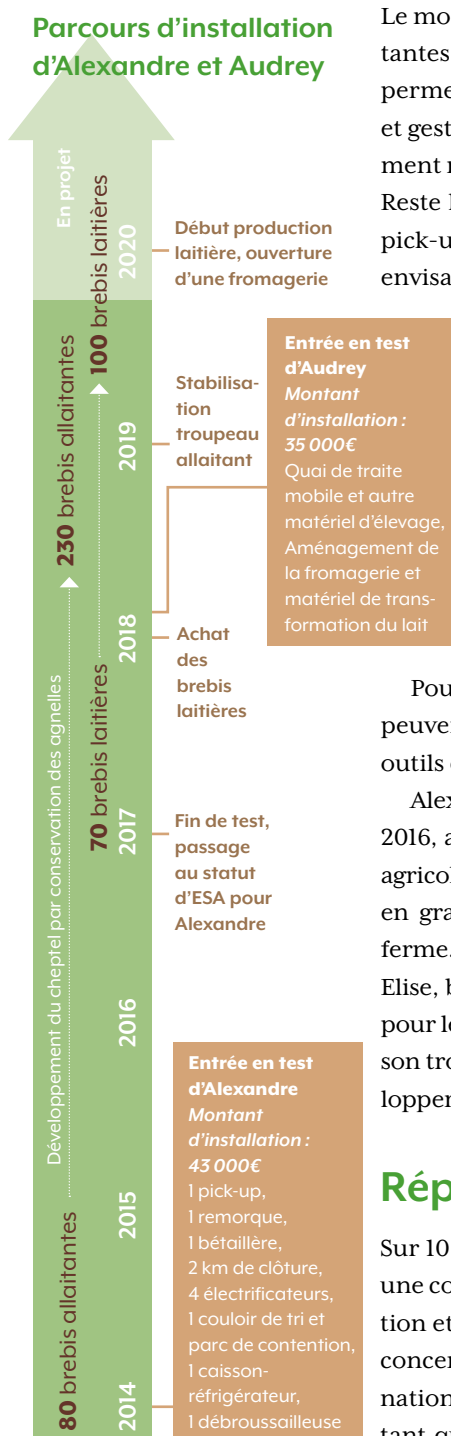 Parcours d'installation
d'Alexandre et Audrey
En projet
2020
100 brebis laitières
Début production
laitière, ouverture
d'une fromagerie
230 brebis allaitantes
2019
Stabilisa-
tion
troupeau
allaitant
Entrée en test
d'Audrey
Montant
d'installation :
35 000€
Quai de traite
mobile et autre
matériel d'élevage,
Aménagement de
la fromagerie et
matériel de trans-
formation du lait
2018
Achat
des
brebis
laitières
70 brebis laitières
2017
Fin de test,
passage
au statut
d'ESA pour
Alexandre
Développement du cheptel par conservation des agnelles
2016
2015
Entrée en test
d'Alexandre
Montant
d'installation :
43 000€
1 pick-up,
1 remorque,
1 bétaillère,
2 km de clôture,
4 électrificateurs,
1 couloir de tri et
parc de contention,
1 caisson-
réfrigérateur,
1 débroussailleuse
80 brebis allaitantes
2014
Le mo
tantes
perme
et gest
ment
Reste
pick-u
envisa
Pou
peuve
outils
Alex
2016, a
agricol
en gra
ferme.
Elise, b
pour le
son tro
lopper
Rép
Sur 10
une co
tion et
concer
nation
tant qu